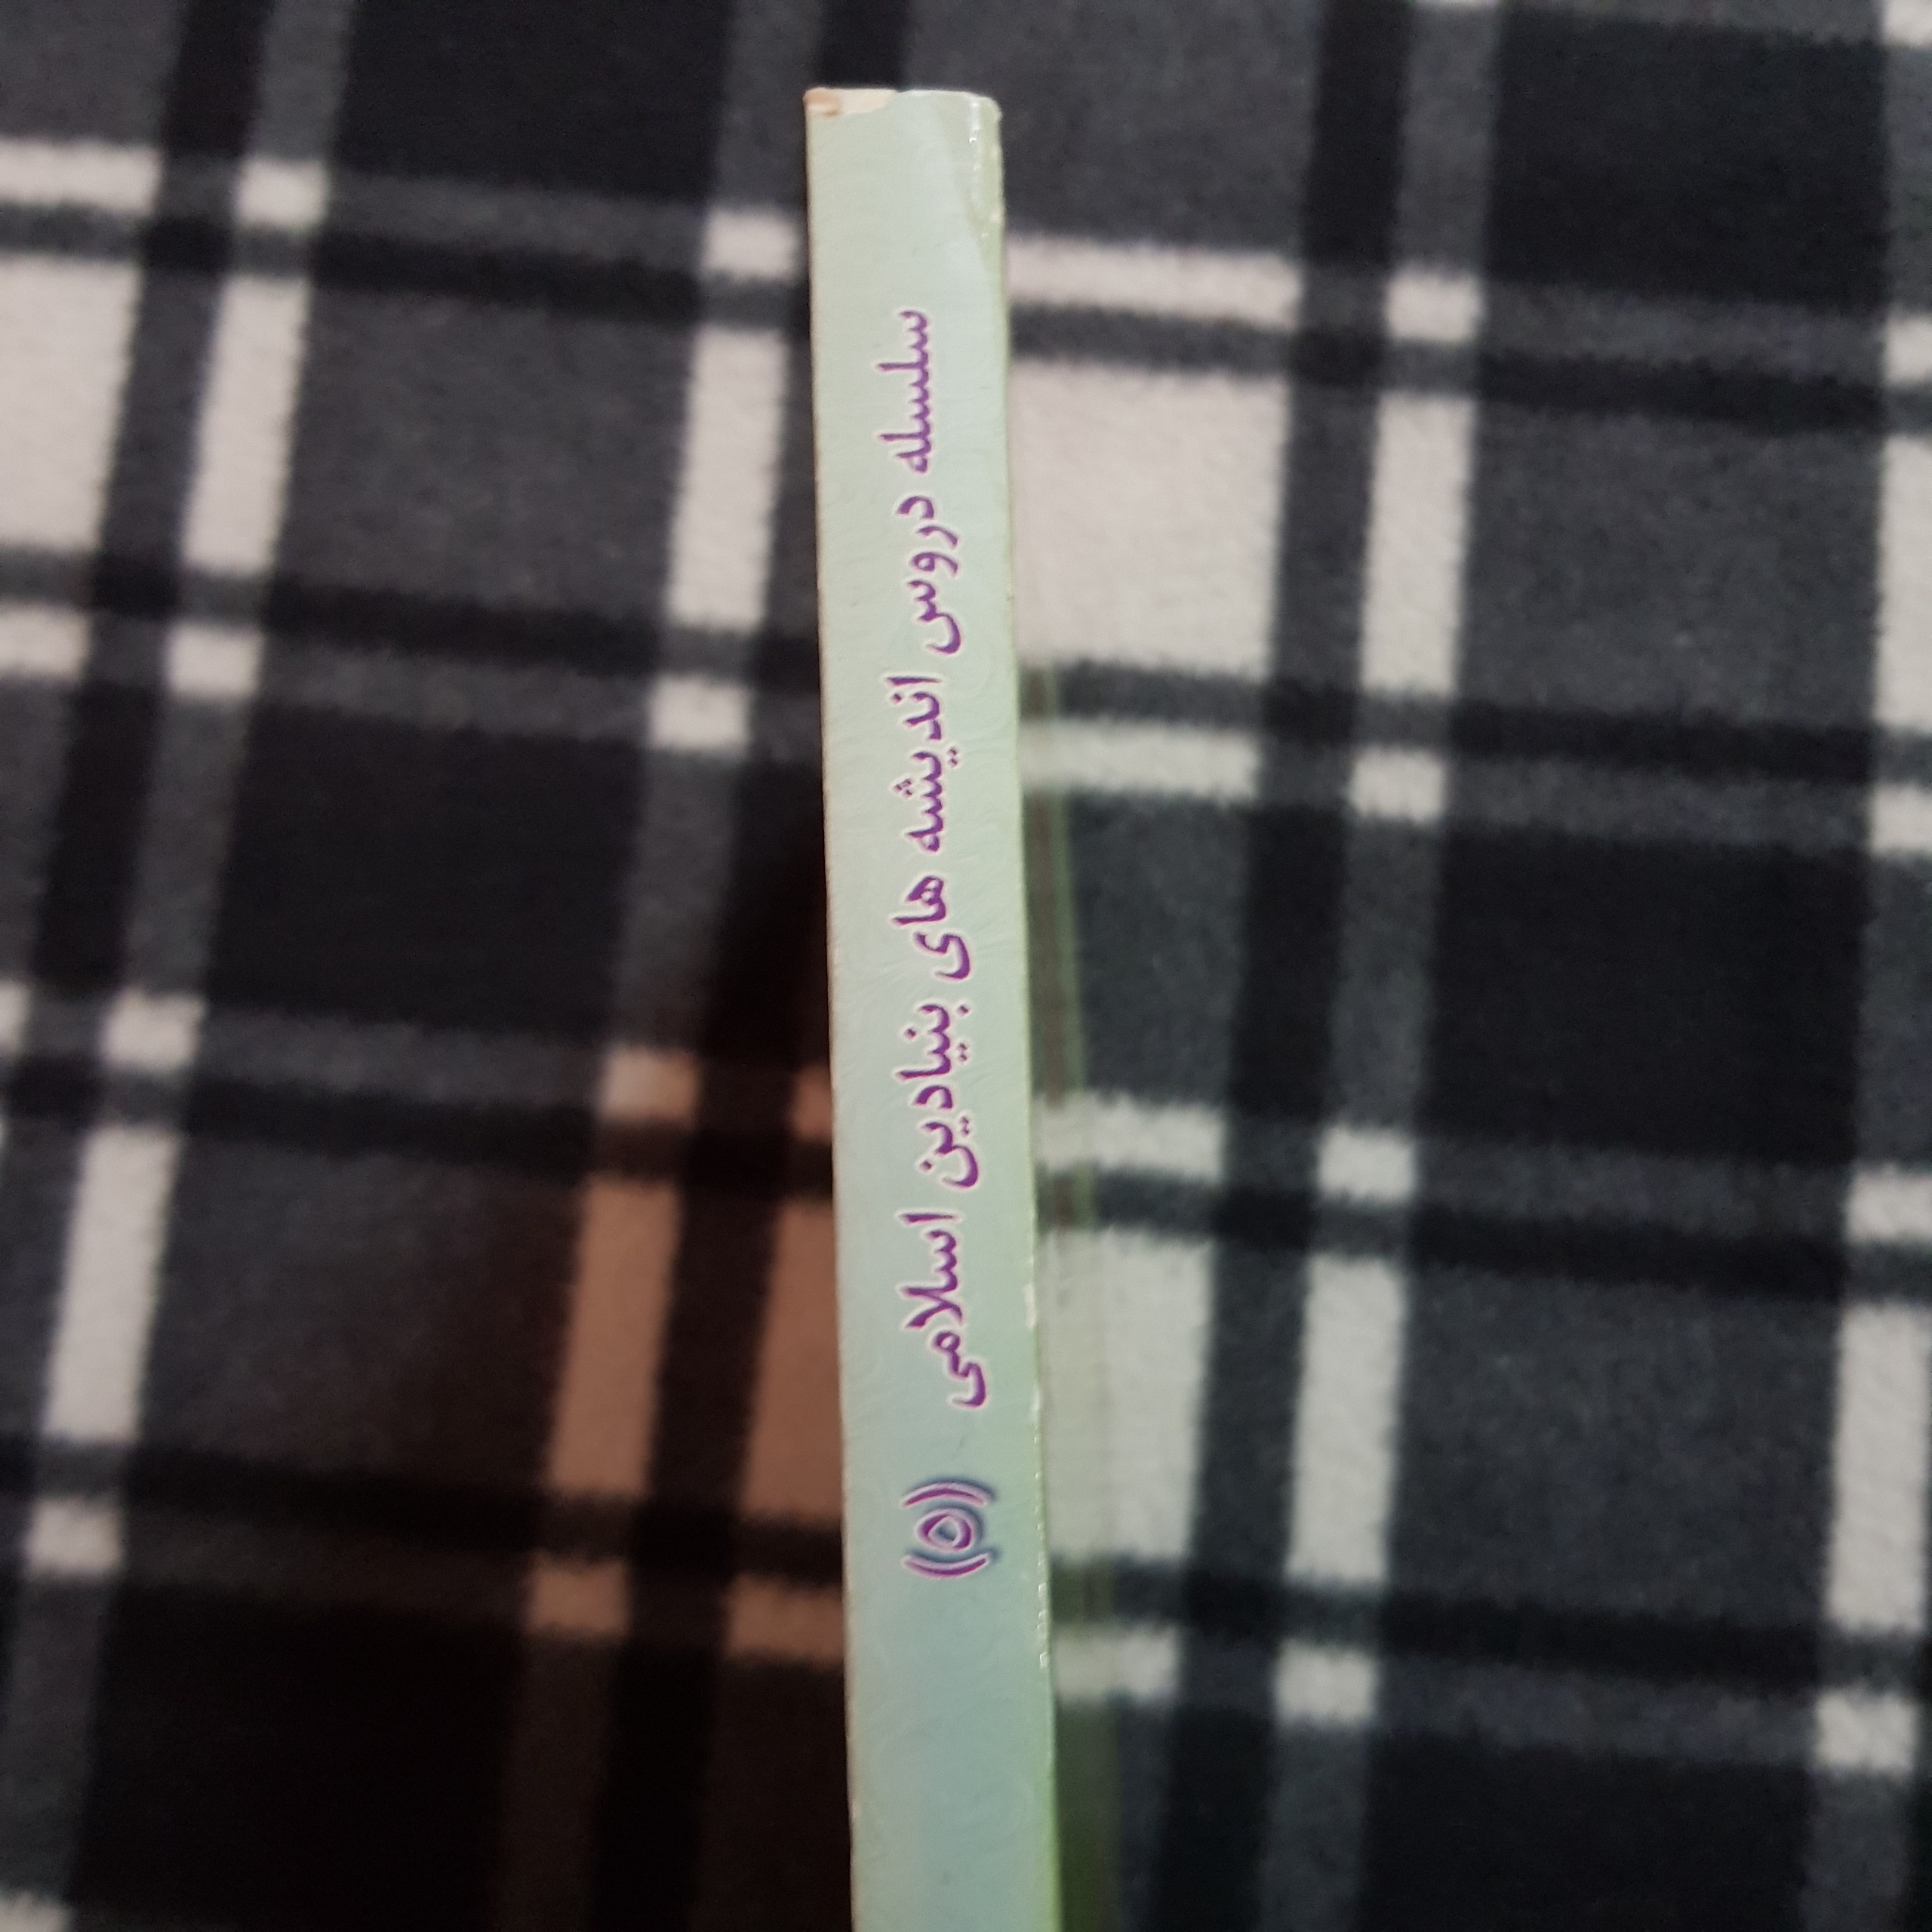 سلسله دروس اندیشه های بنیادین اسلامی (۵)